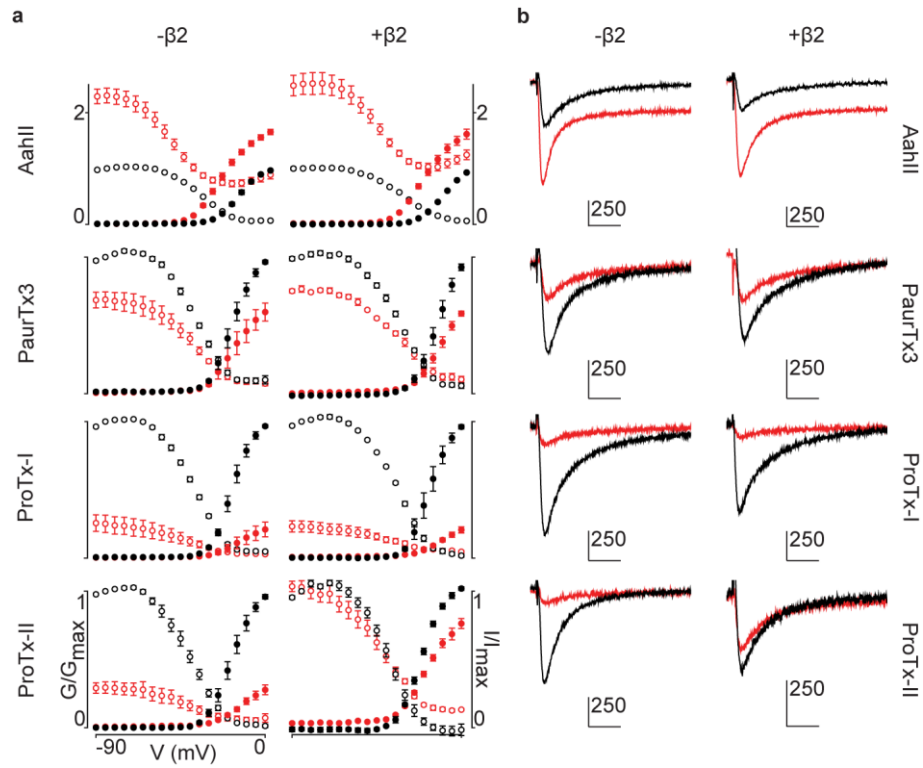 a
b
-β2
+β2
-β2
+β2
AahII
2
0
2
0
250
250
AahII
PaurTx3
250
250
PaurTx3
ProTx-I
250
250
ProTx-I
ProTx-II
1
0
G/Gmax
1
0
I/Imax
250
250
ProTx-II
-90
0
V (mV)